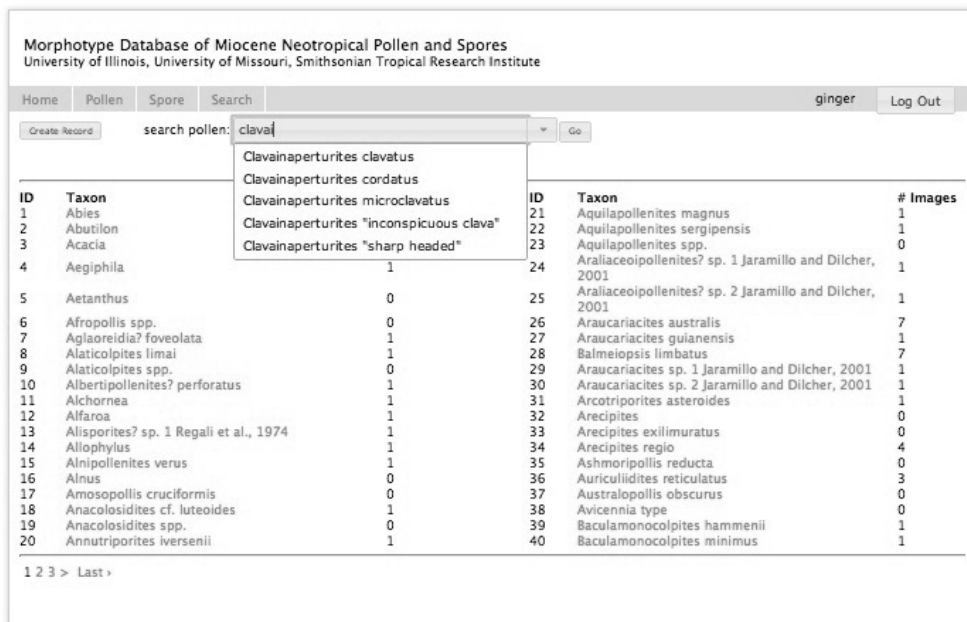 Morphotype Database of Miocene Neotropical Pollen and Spores
University of Illinois, University of Missouri, Smithsonian Tropical Research Institute
Home Pollen Spore Search ginger Log Out
Create Record search pollen: clavai Go
Clavainaperturites clavatus
Clavainaperturites cordatus
Clavainaperturites microclavatus
Clavainaperturites "inconspicuous clava"
Clavainaperturites "sharp headed"
ID Taxon
1 Abies
2 Abutilon
3 Acacia
4 Aegiphila 1
5 Aetanthus 0
6 Afropollis spp. 0
7 Aglaoreidia? foveolata 1
8 Alaticolpites limai 1
9 Alaticolpites spp. 0
10 Albertipollenites? perforatus 1
11 Alchornea 1
12 Alfaroa 1
13 Alisporites? sp. 1 Regali et al., 1974 1
14 Allophylus 1
15 Alnipollenites verus 1
16 Alnus 0
17 Amosopollis cruciformis 0
18 Anacolosidites cf. luteoides 1
19 Anacolosidites spp. 0
20 Annutriporites iversenii 1
ID Taxon # Images
21 Aquilapollenites magnus 1
22 Aquilapollenites sergipensis 1
23 Aquilapollenites spp. 0
24 Araliaceoipollenites? sp. 1 Jaramillo and Dilcher, 1
2001
25 Araliaceoipollenites? sp. 2 Jaramillo and Dilcher, 1
2001
26 Araucariacites australis 7
27 Araucariacites guianensis 1
28 Balmeiopsis limbatus 7
29 Araucariacites sp. 1 Jaramillo and Dilcher, 2001 1
30 Araucariacites sp. 2 Jaramillo and Dilcher, 2001 1
31 Arcotriporites asteroides 1
32 Arecipites 0
33 Arecipites exilimuratus 0
34 Arecipites regio 4
35 Ashmoripollis reducta 0
36 Auriculiidites reticulatus 3
37 Australopollis obscurus 0
38 Avicennia type 0
39 Baculamonocolpites hammenii 1
40 Baculamonocolpites minimus 1
1 2 3 > Last ›